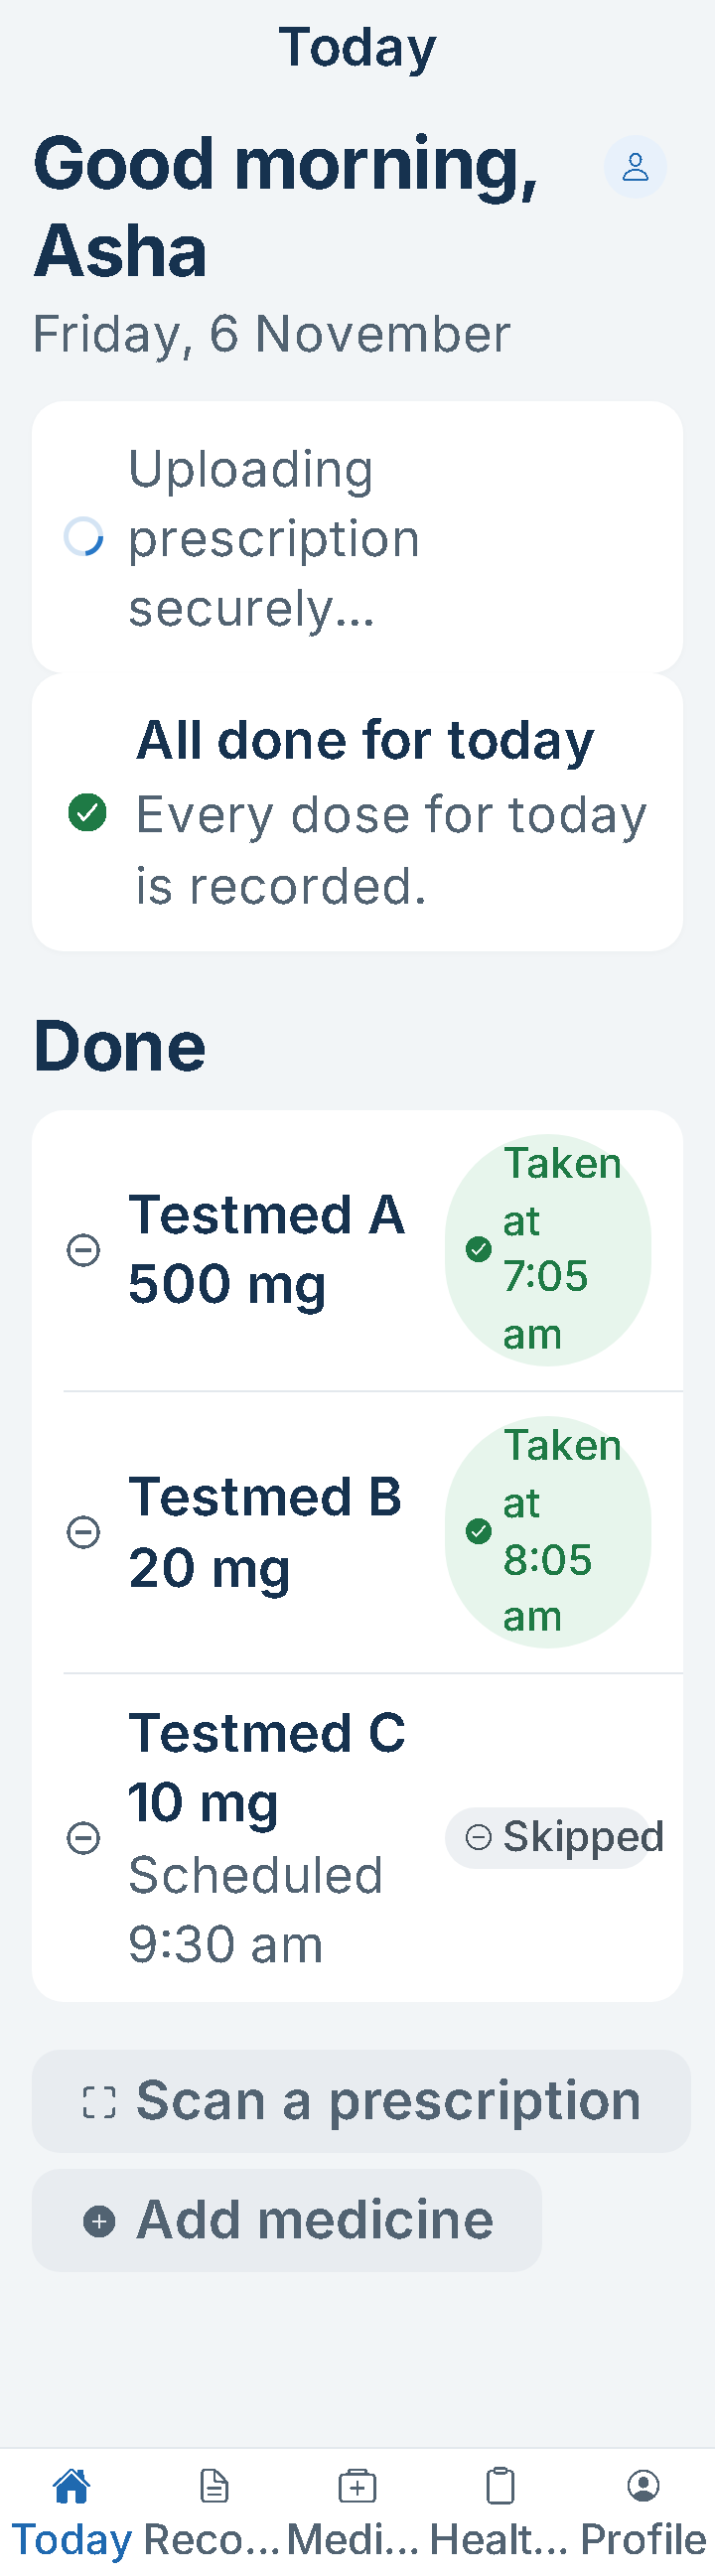 Today
Good morning,
Asha
Friday, 6 November
Uploading
prescription
securely...
All done for today
Every dose for today
is recorded.
Done
Testmed A
500 mg
Taken
at
7:05
am
Testmed B
20 mg
Taken
at
8:05
am
Testmed C
10 mg
Scheduled
9:30 am
Skipped
Scan a prescription
Add medicine
Today Reco... Medi... Healt... Profile